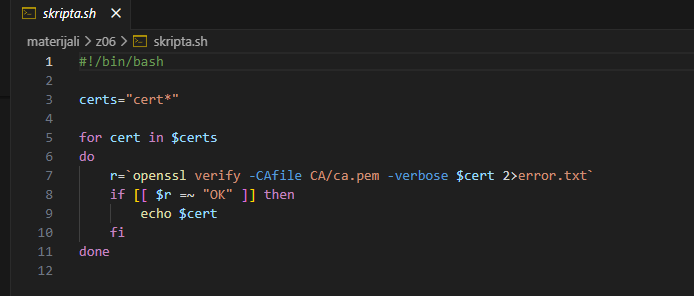 skripta.sh
materijali > z06 > skripta.sh
1 #!/bin/bash
2
3 certs="cert*"
4
5 for cert in $certs
6 do
7 r=`openssl verify -CAfile CA/ca.pem -verbose $cert 2>error.txt`
8 if [[ $r =~ "OK" ]] then
9 echo $cert
10 fi
11 done
12